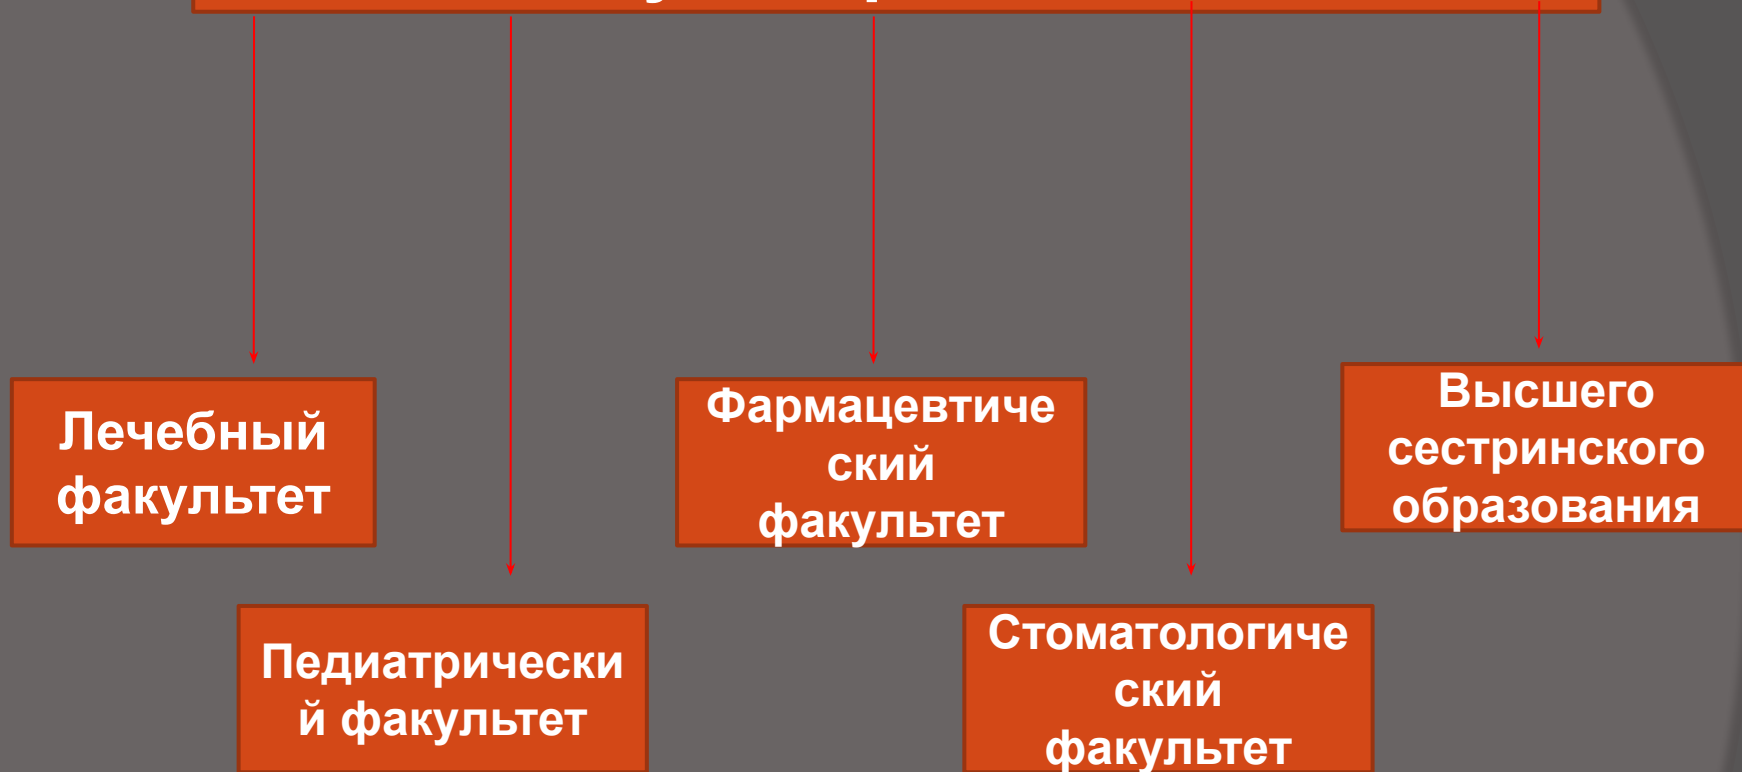 Лечебный
факультет
Фармацевтиче
ский
факультет
Высшего
сестринского
образования
Педиатрически
й факультет
Стоматологиче
ский
факультет